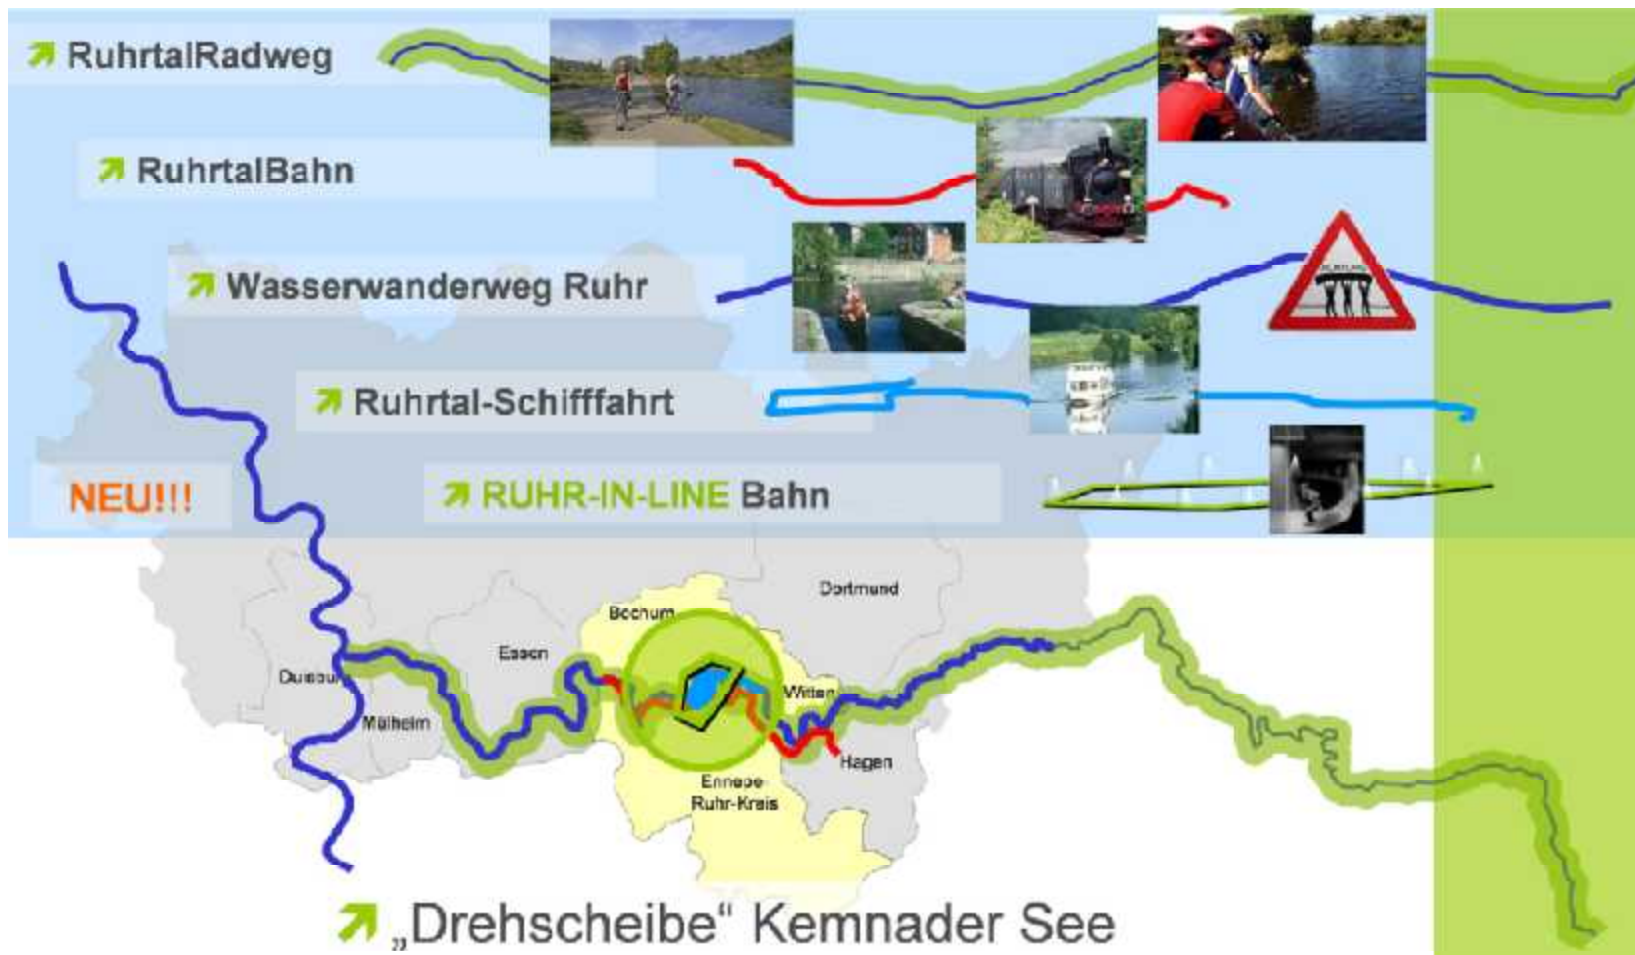 RuhrtalRadweg
RuhrtalBahn
Wasserwanderweg Ruhr
Ruhrtal-Schifffahrt
NEU!!!
RUHR-IN-LINE Bahn
Dortmund
Bochum
Essen
Duisburg
Witten
Mülheim
Hagen
Ennepe
Ruhr-Kreis
„Drehscheibe“ Kemnader See